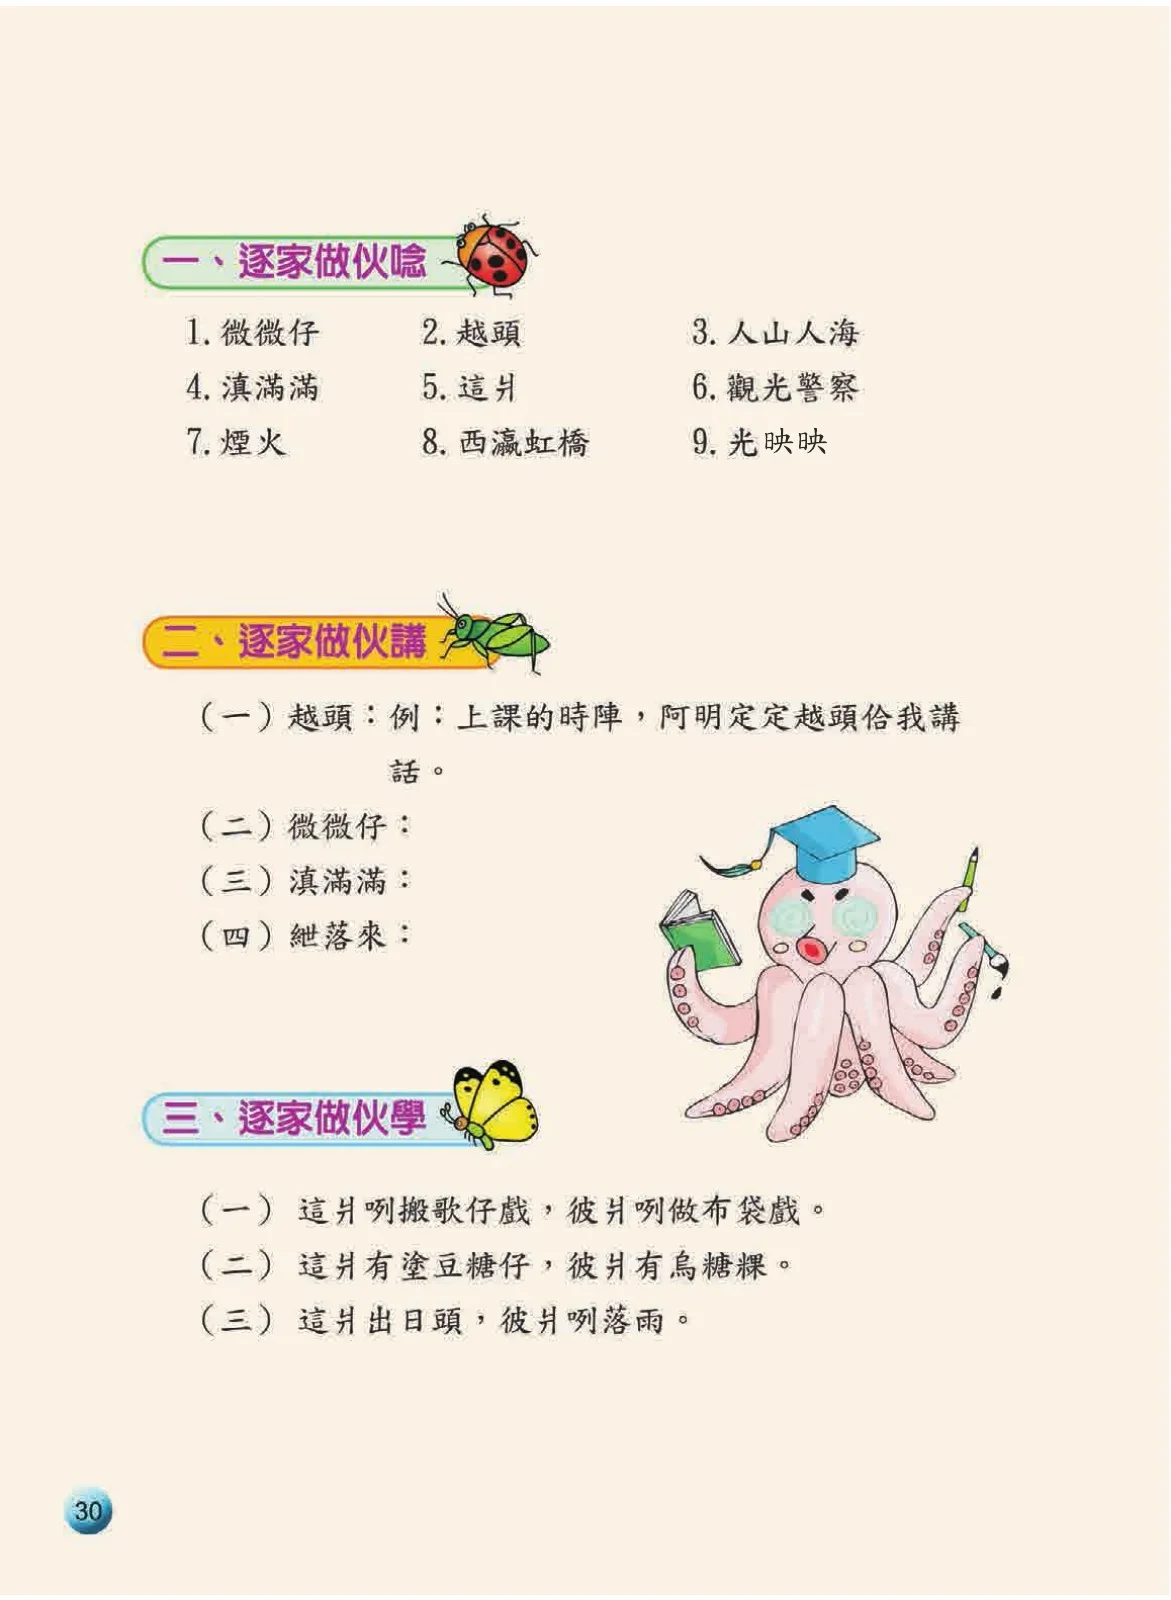 一、逐家做伙唸
1. 微微仔 2. 越頭 3. 人山人海
4. 滇滿滿 5. 這爿 6. 觀光警察
7. 煙火 8. 西瀛虹橋 9. 光映映
二、逐家做伙講
（一）越頭：例：上課的時陣，阿明定定越頭佮我講
話。
（二）微微仔：
（三）滇滿滿：
（四）紲落來：
三、逐家做伙學
（一） 這爿咧搬歌仔戲，彼爿咧做布袋戲。
（二） 這爿有塗豆糖仔，彼爿有烏糖粿。
（三） 這爿出日頭，彼爿咧落雨。
30